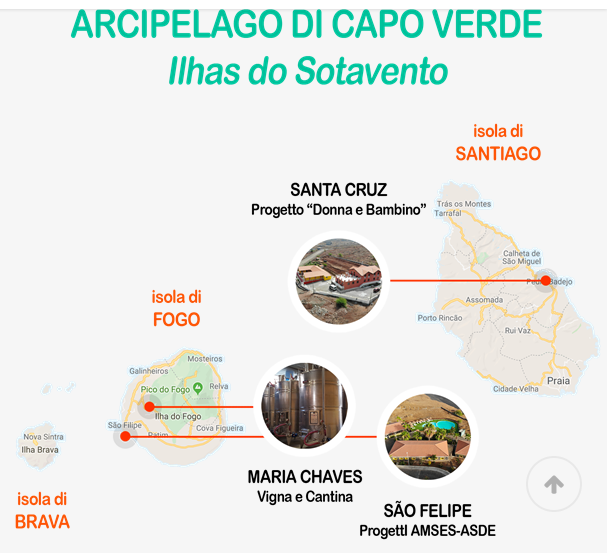 ARCIPELAGO DI CAPO VERDE
Ilhas do Sotavento
isola di
SANTIAGO
SANTA CRUZ
Progetto “Donna e Bambino”
Trás os Montes
Tarrafal
Calheta de
São Miguel
Badejo
Assomada
Porto Rincão
Rui Vaz
Praia
Cidade Velha
isola di
FOGO
Mosteiros
Galinheiros
Pico do Fogo
Relva
Ilha do Fogo
São Filipe
Cova Figueira
Nova Sintra
Ilha Brava
MARIA CHAVES
Vigna e Cantina
isola di
BRAVA
SÃO FELIPE
ProgettI AMSES-ASDE